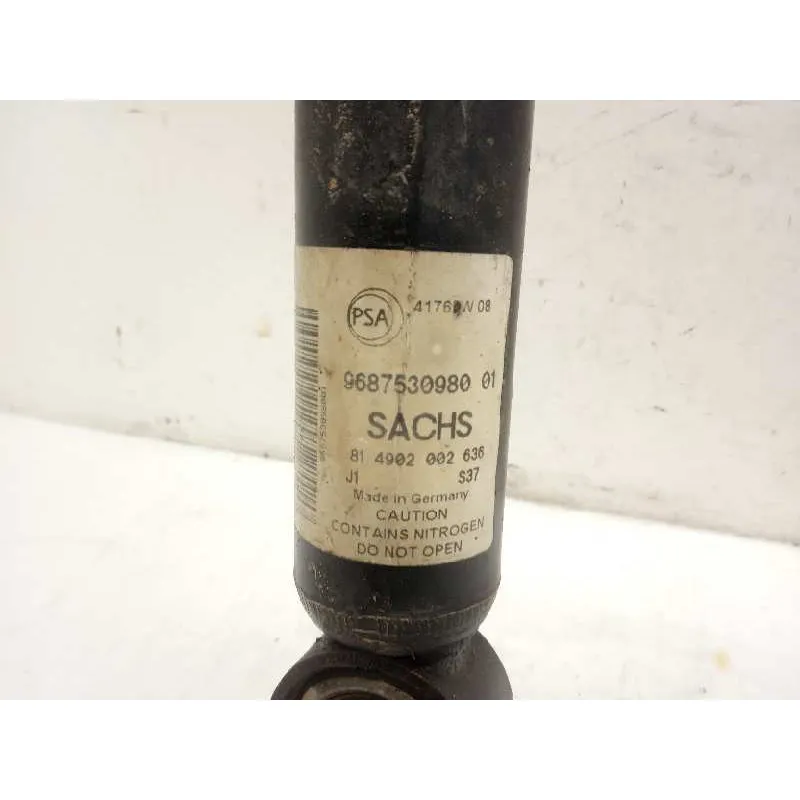 PSA
9687530980 01
SACHS
81 4902 002 636
J1 S37
Made in Germany
CAUTION
CONTAINS NITROGEN
DO NOT OPEN